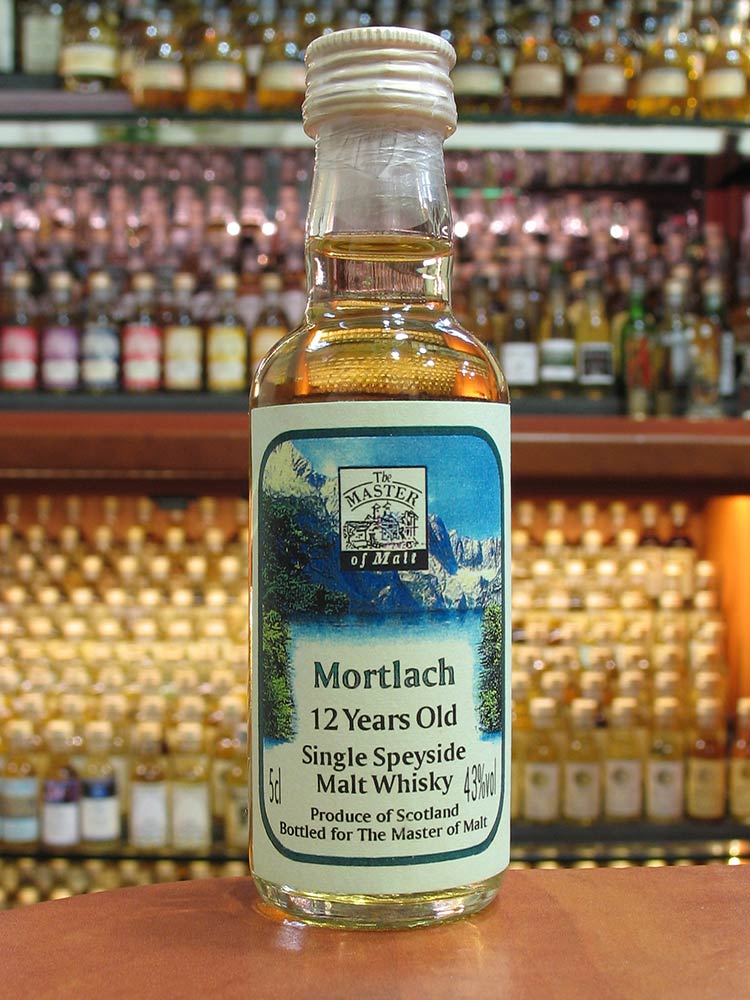 The
MASTER
of Malt
Mortlach
12 Years Old
Single Speyside
Malt Whisky
5cl
43%vol
Produce of Scotland
Bottled for The Master of Malt